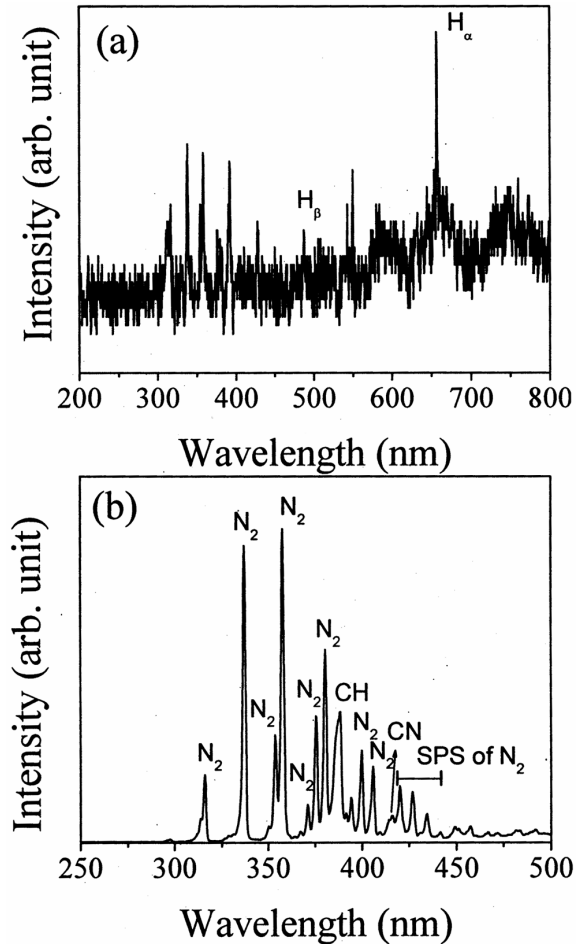 (a)
Hα
Hβ
Intensity (arb. unit)
200 300 400 500 600 700 800
Wavelength (nm)
(b)
N2
N2
N2
N2 CH
N2
N2 N2 CN
N2 N2 SPS of N2
N2
Intensity (arb. unit)
250 300 350 400 450 500
Wavelength (nm)